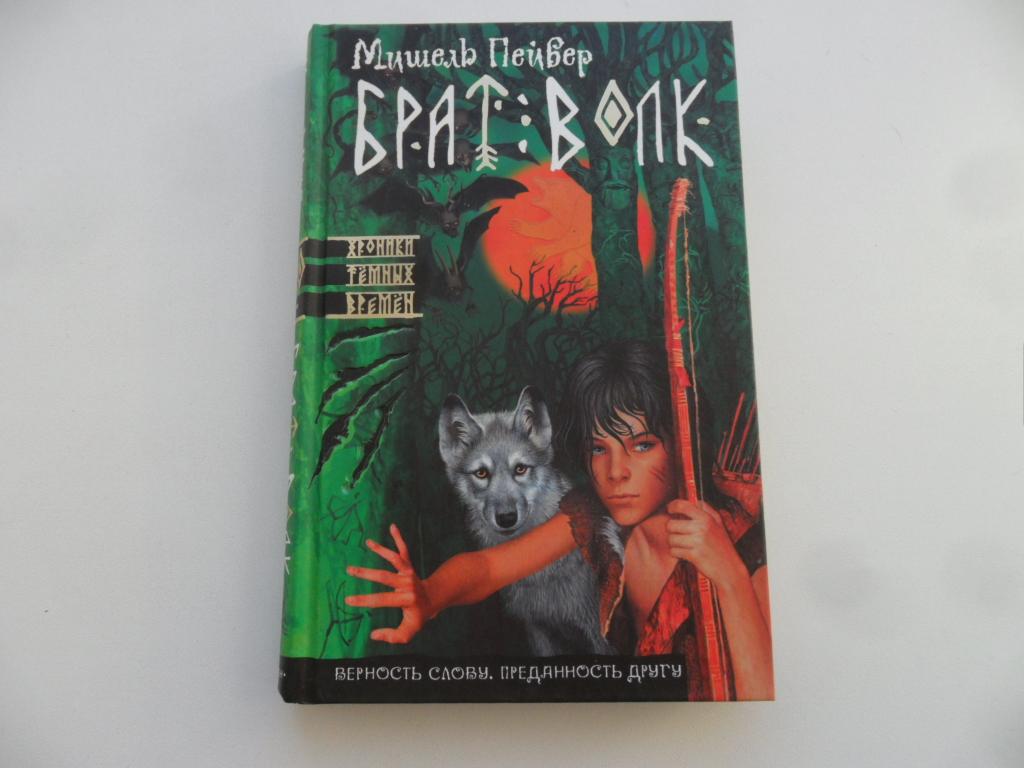 Мишель Пейвер
БРАТ ВОЛК
ХРОНИКИ
ТЁМНЫХ
ВРЕМЁН
ВЕРНОСТЬ СЛОВУ. ПРЕДАННОСТЬ ДРУГУ